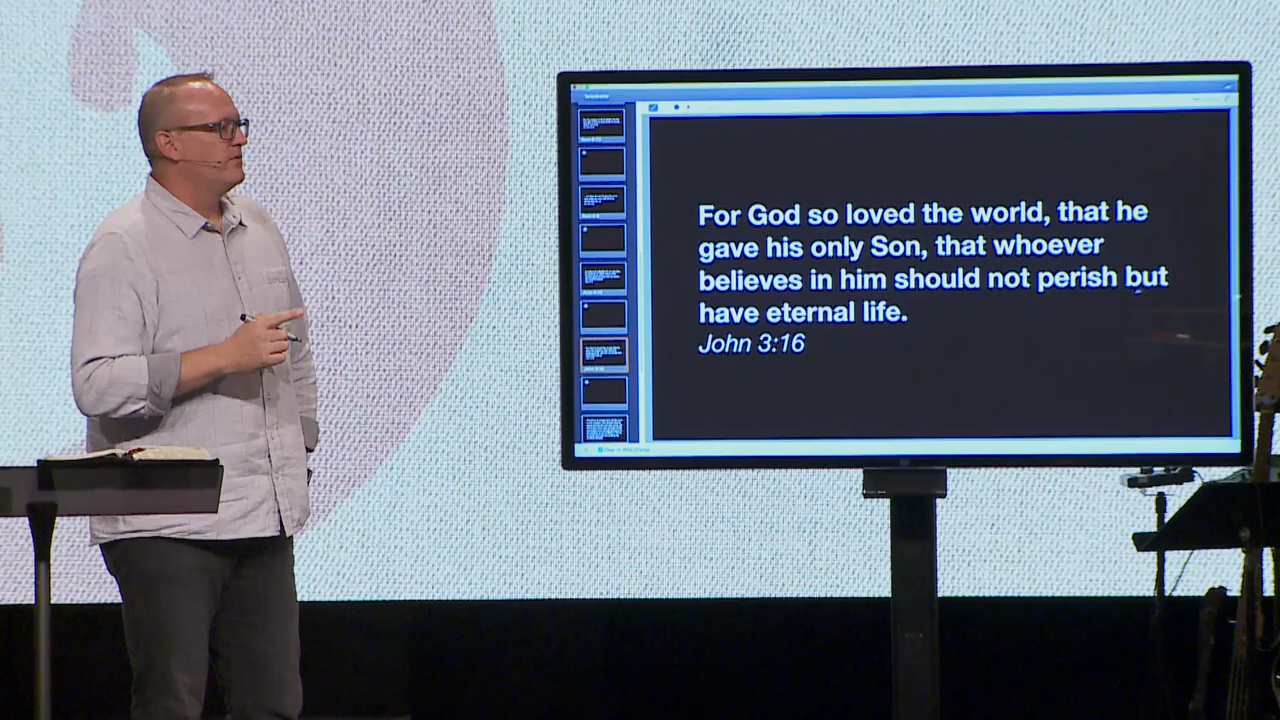 For God so loved the world, that he
gave his only Son, that whoever
believes in him should not perish but
have eternal life.
John 3:16